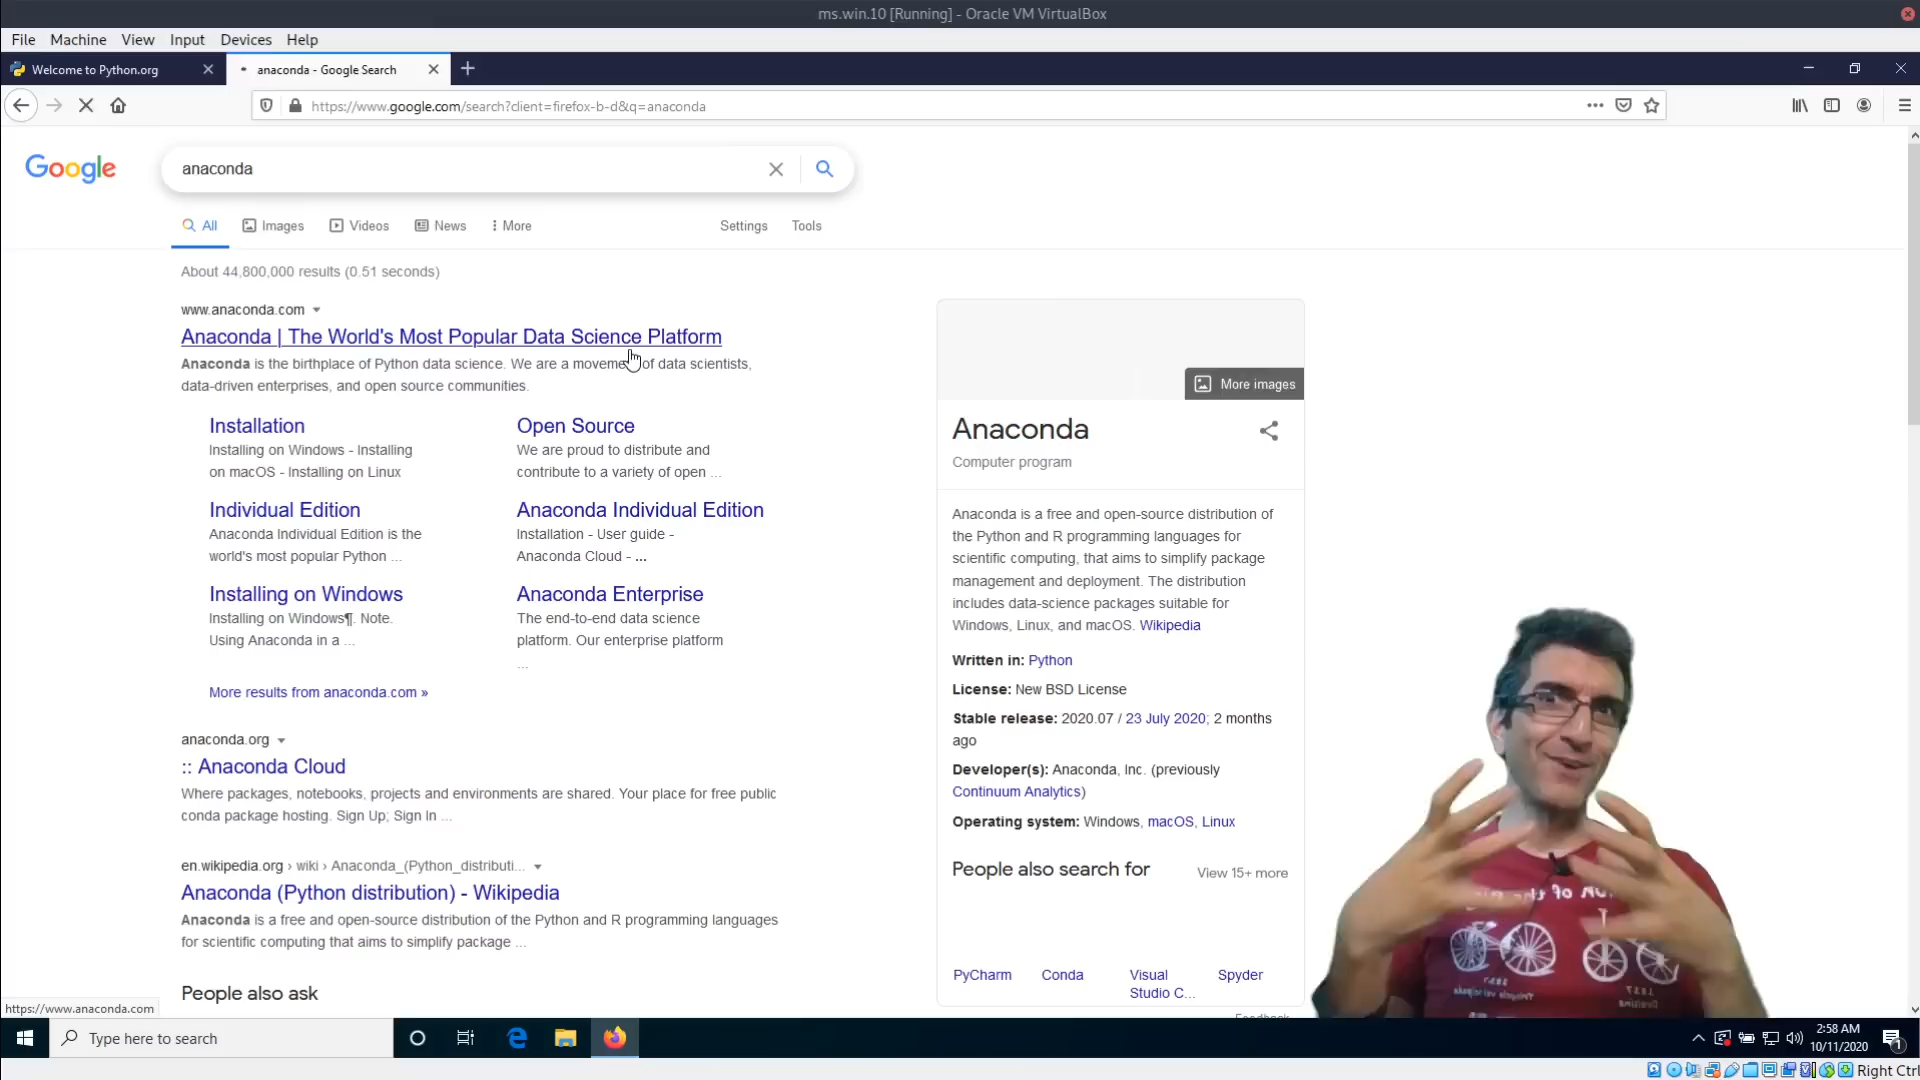 ms.win.10 [Running] - Oracle VM VirtualBox
File Machine View Input Devices Help
Welcome to Python.org
anaconda - Google Search
https://www.google.com/search?client=firefox-b-d&q=anaconda
Google
anaconda
All Images Videos News More Settings Tools
About 44,800,000 results (0.51 seconds)
www.anaconda.com
Anaconda | The World's Most Popular Data Science Platform
Anaconda is the birthplace of Python data science. We are a of data scientists,
data-driven enterprises, and open source communities.
Installation
Installing on Windows - Installing
on macOS - Installing on Linux
Open Source
We are proud to distribute and
contribute to a variety of open ...
Individual Edition
Anaconda Individual Edition is the
world's most popular Python ...
Anaconda Individual Edition
Installation - User guide -
Anaconda Cloud - ...
Installing on Windows
Installing on Windows¶. Note.
Using Anaconda in a ...
Anaconda Enterprise
The end-to-end data science
platform. Our enterprise platform
...
More results from anaconda.com »
anaconda.org
:: Anaconda Cloud
Where packages, notebooks, projects and environments are shared. Your place for free public
conda package hosting. Sign Up; Sign In ...
en.wikipedia.org › wiki › Anaconda_(Python_distributi...
Anaconda (Python distribution) - Wikipedia
Anaconda is a free and open-source distribution of the Python and R programming languages
for scientific computing that aims to simplify package ...
People also ask
More images
Anaconda
Computer program
Anaconda is a free and open-source distribution of
the Python and R programming languages for
scientific computing, that aims to simplify package
management and deployment. The distribution
includes data-science packages suitable for
Windows, Linux, and macOS. Wikipedia
Written in: Python
License: New BSD License
Stable release: 2020.07 / 23 July 2020; 2 months
ago
Developer(s): Anaconda, Inc. (previously
Continuum Analytics)
Operating system: Windows, macOS, Linux
People also search for
View 15+ more
PyCharm Conda Visual Spyder
Studio C...
https://www.anaconda.com
Type here to search
2:58 AM
10/11/2020
1
Right Ctrl